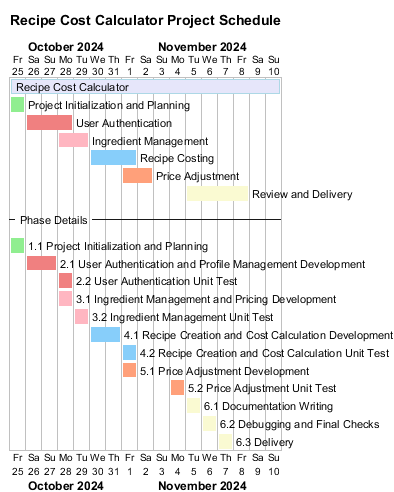 Recipe Cost Calculator Project Schedule
October 2024 November 2024
Fr Sa Su Mo Tu We Th Fr Sa Su Mo Tu We Th Fr Sa Su
25 26 27 28 29 30 31 1 2 3 4 5 6 7 8 9 10
Recipe Cost Calculator
Project Initialization and Planning
User Authentication
Ingredient Management
Recipe Costing
Price Adjustment
Review and Delivery
Phase Details
1.1 Project Initialization and Planning
2.1 User Authentication and Profile Management Development
2.2 User Authentication Unit Test
3.1 Ingredient Management and Pricing Development
3.2 Ingredient Management Unit Test
4.1 Recipe Creation and Cost Calculation Development
4.2 Recipe Creation and Cost Calculation Unit Test
5.1 Price Adjustment Development
5.2 Price Adjustment Unit Test
6.1 Documentation Writing
6.2 Debugging and Final Checks
6.3 Delivery
Fr Sa Su Mo Tu We Th Fr Sa Su Mo Tu We Th Fr Sa Su
25 26 27 28 29 30 31 1 2 3 4 5 6 7 8 9 10
October 2024 November 2024